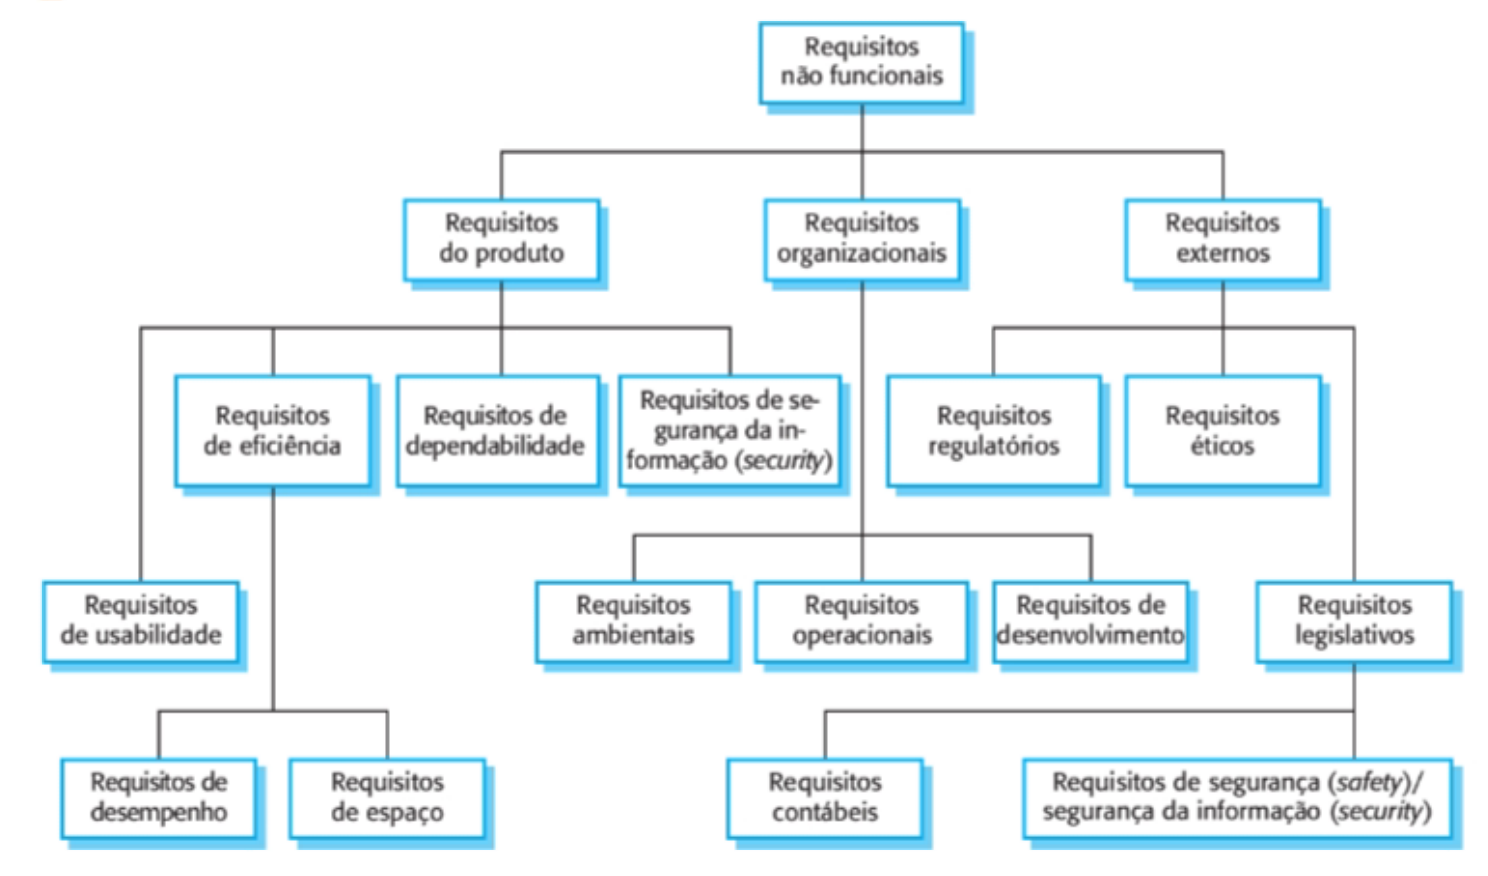 Requisitos
não funcionais
Requisitos
do produto
Requisitos
organizacionais
Requisitos
externos
Requisitos
de eficiência
Requisitos de
dependabilidade
Requisitos de se-
gurança da in-
formação (security)
Requisitos
regulatórios
Requisitos
éticos
Requisitos
de usabilidade
Requisitos
ambientais
Requisitos
operacionais
Requisitos de
desenvolvimento
Requisitos
legislativos
Requisitos de
desempenho
Requisitos
de espaço
Requisitos
contábeis
Requisitos de segurança (safety)/
segurança da informação (security)